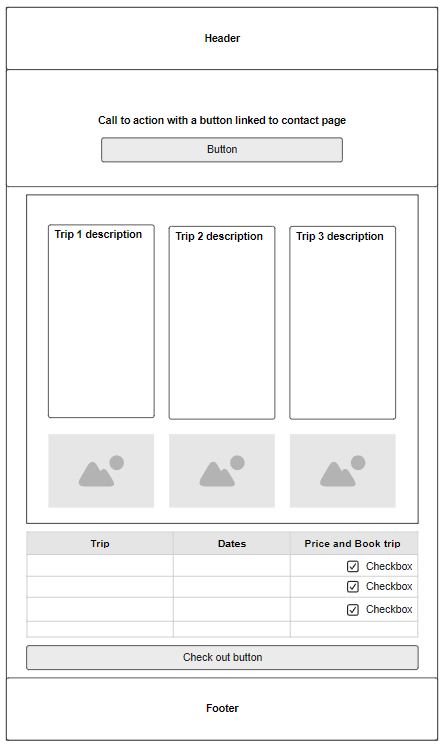 Header
Call to action with a button linked to contact page
Button
Trip 1 description
Trip 2 description
Trip 3 description
Trip Dates Price and Book trip
Checkbox
Checkbox
Checkbox
Check out button
Footer